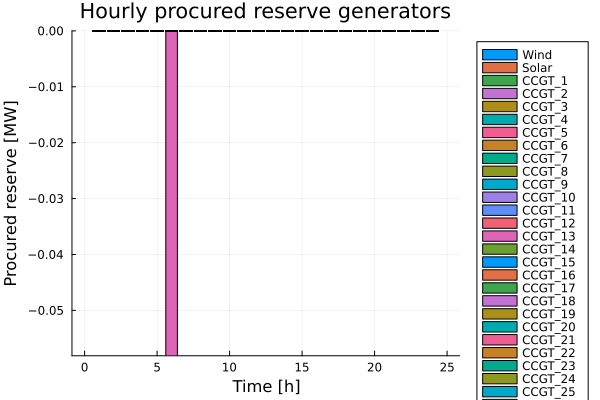 Hourly procured reserve generators
Procured reserve [MW]
0.00
−0.01
−0.02
−0.03
−0.04
−0.05
0
5
10
15
20
25
Time [h]
Wind
Solar
CCGT_1
CCGT_2
CCGT_3
CCGT_4
CCGT_5
CCGT_6
CCGT_7
CCGT_8
CCGT_9
CCGT_10
CCGT_11
CCGT_12
CCGT_13
CCGT_14
CCGT_15
CCGT_16
CCGT_17
CCGT_18
CCGT_19
CCGT_20
CCGT_21
CCGT_22
CCGT_23
CCGT_24
CCGT_25